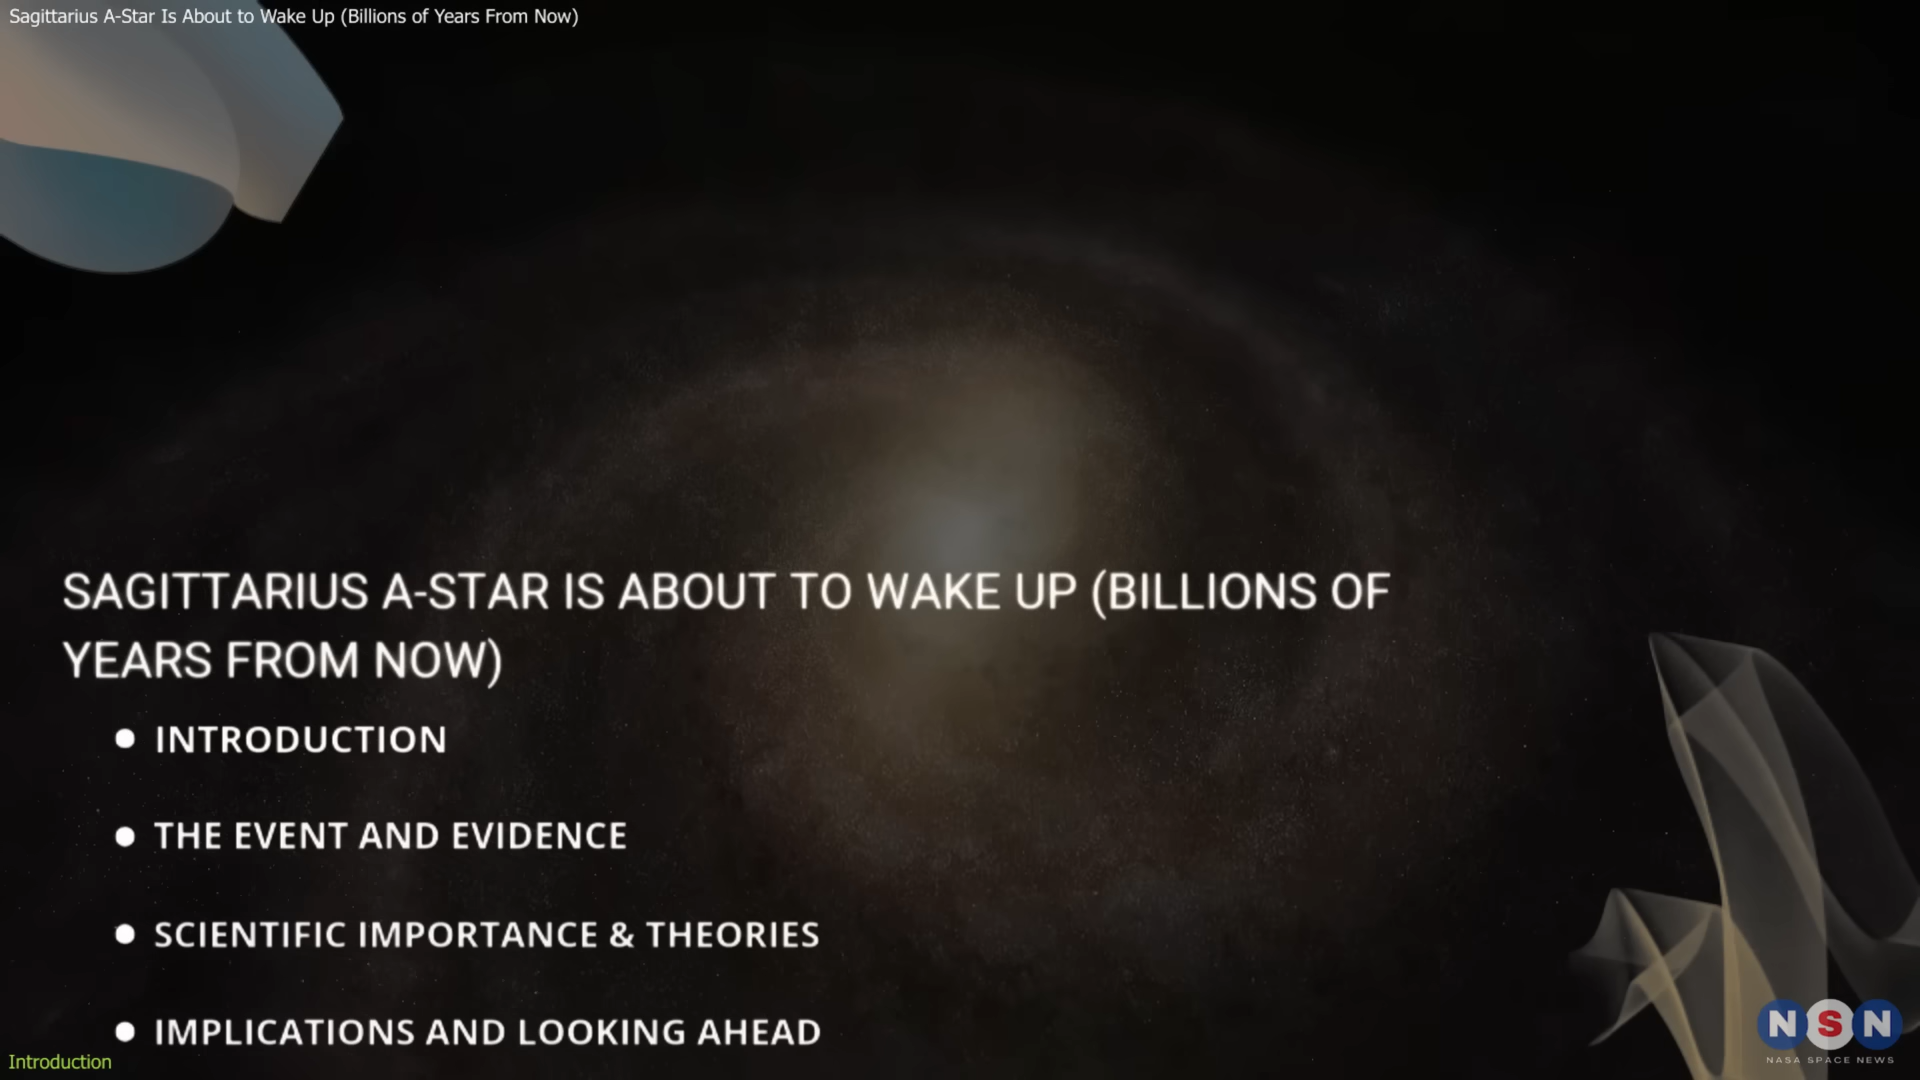 Sagittarius A-Star Is About to Wake Up (Billions of Years From Now)
SAGITTARIUS A-STAR IS ABOUT TO WAKE UP (BILLIONS OF
YEARS FROM NOW)
INTRODUCTION
THE EVENT AND EVIDENCE
SCIENTIFIC IMPORTANCE & THEORIES
IMPLICATIONS AND LOOKING AHEAD
Introduction
NSN
NASA SPACE NEWS